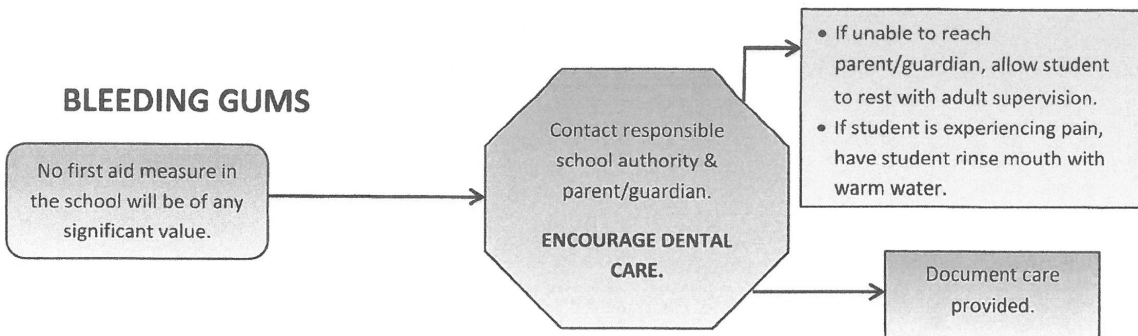 BLEEDING GUMS
No first aid measure in
the school will be of any
significant value.
Contact responsible
school authority &
parent/guardian.
ENCOURAGE DENTAL
CARE.
• If unable to reach
parent/guardian, allow student
to rest with adult supervision.
• If student is experiencing pain,
have student rinse mouth with
warm water.
Document care
provided.